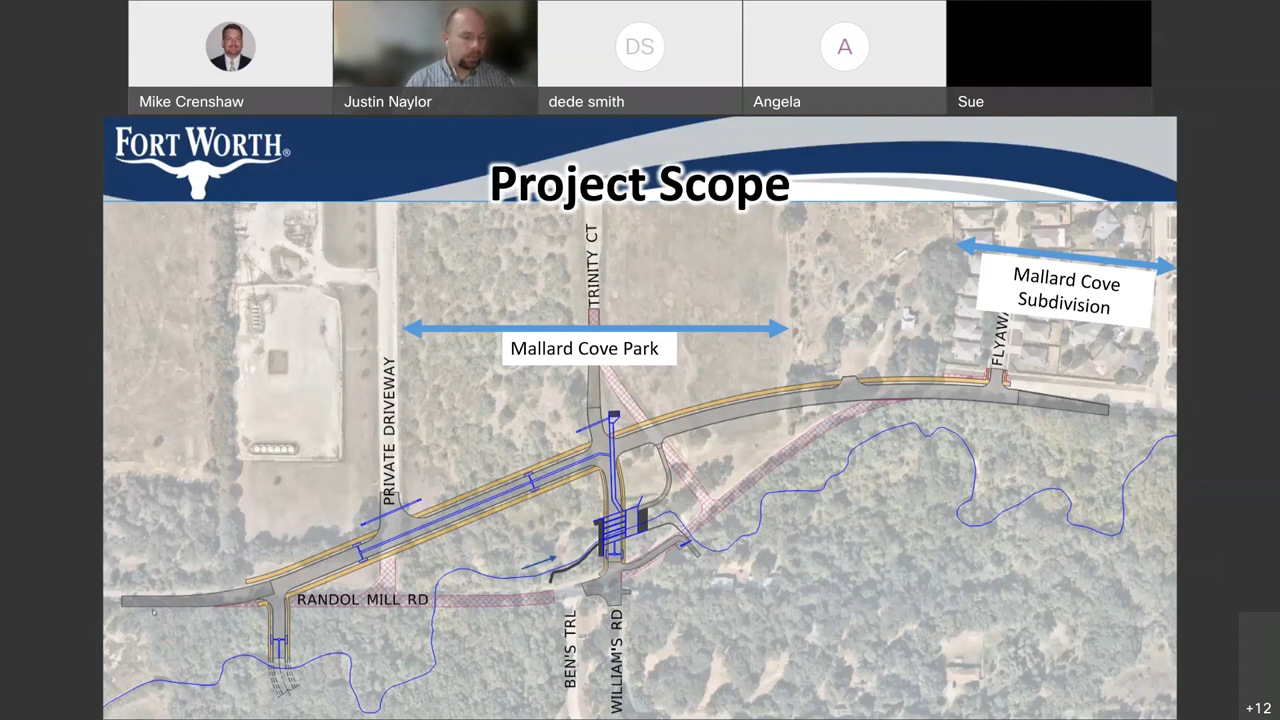 DS
A
Mike Crenshaw
Justin Naylor
dede smith
Angela
Sue
FORT WORTH®
Project Scope
TRINITY CT
Mallard Cove
Subdivision
Mallard Cove Park
FLYAWA
PRIVATE DRIVEWAY
RANDOL MILL RD
BEN'S TRL
WILLIAM'S RD
+12